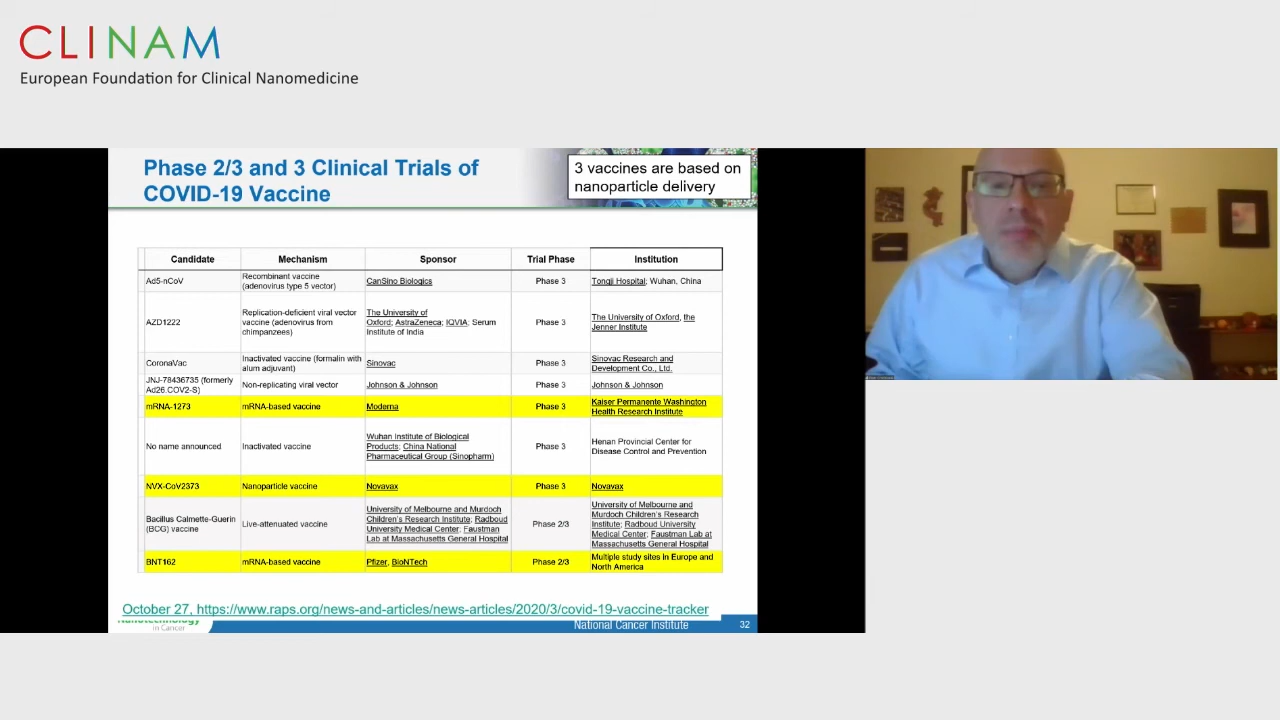 CLINAM
European Foundation for Clinical Nanomedicine
Phase 2/3 and 3 Clinical Trials of
COVID-19 Vaccine
3 vaccines are based on
nanoparticle delivery
Candidate Mechanism Sponsor Trial Phase Institution
Ad5-nCoV
Recombinant vaccine
(adenovirus type 5 vector)
CanSino Biologics
Phase 3
Tongji Hospital; Wuhan, China
AZD1222
Replication-deficient viral vector
vaccine (adenovirus from
chimpanzees)
The University of
Oxford; AstraZeneca; IQVIA; Serum
Institute of India
Phase 3
The University of Oxford, the
Jenner Institute
CoronaVac
Inactivated vaccine (formalin with
alum adjuvant)
Sinovac
Phase 3
Sinovac Research and
Development Co., Ltd.
JNJ-78436735 (formerly
Ad26.COV2-S)
Non-replicating viral vector
Johnson & Johnson
Phase 3
Johnson & Johnson
mRNA-1273
mRNA-based vaccine
Moderna
Phase 3
Kaiser Permanente Washington
Health Research Institute
No name announced
Inactivated vaccine
Wuhan Institute of Biological
Products; China National
Pharmaceutical Group (Sinopharm)
Phase 3
Henan Provincial Center for
Disease Control and Prevention
NVX-CoV2373
Nanoparticle vaccine
Novavax
Phase 3
Novavax
Bacillus Calmette-Guerin
(BCG) vaccine
Live-attenuated vaccine
University of Melbourne and Murdoch
Children's Research Institute; Radboud
University Medical Center; Faustman
Lab at Massachusetts General Hospital
Phase 2/3
University of Melbourne and
Murdoch Children's Research
Institute; Radboud University
Medical Center; Faustman Lab at
Massachusetts General Hospital
BNT162
mRNA-based vaccine
Pfizer, BioNTech
Phase 2/3
Multiple study sites in Europe and
North America
October 27, https://www.raps.org/news-and-articles/news-articles/2020/3/covid-19-vaccine-tracker
Nanotechnology
in Cancer
National Cancer Institute
32